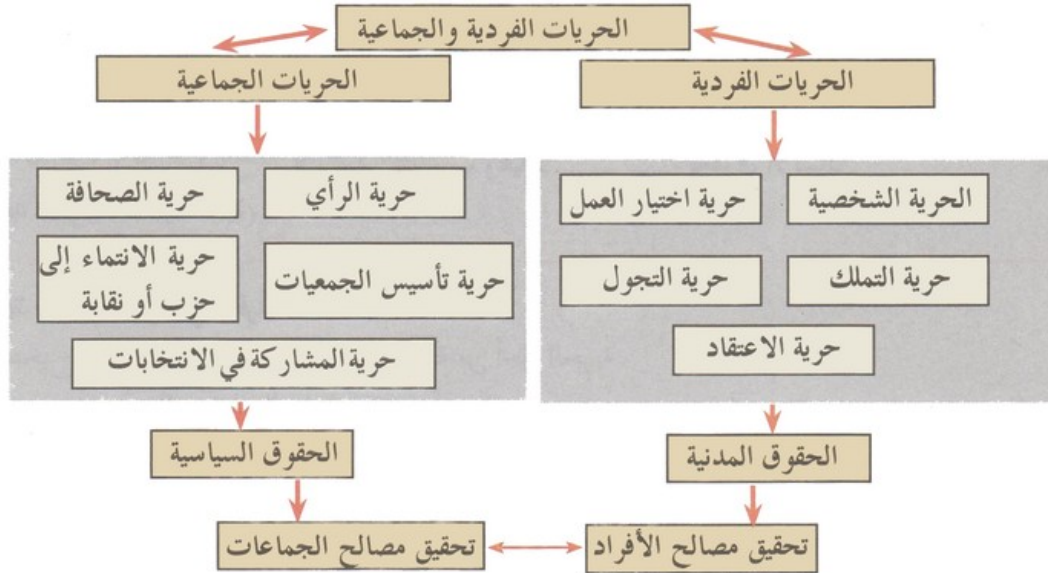 الحريات الفردية والجماعية
الحريات الفردية
الحريات الجماعية
الحرية الشخصية
حرية اختيار العمل
حرية التملك
حرية التجول
حرية الاعتقاد
حرية الرأي
حرية الصحافة
حرية تأسيس الجمعيات
حرية الانتماء إلى
حزب أو نقابة
حرية المشاركة في الانتخابات
الحقوق المدنية
الحقوق السياسية
تحقيق مصالح الأفراد
تحقيق مصالح الجماعات